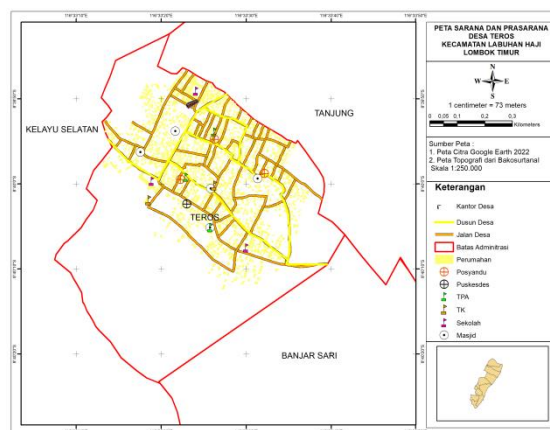 PETA SARANA DAN PRASARANA
DESA TEROS
KECAMATAN LABUHAN HAJI
LOMBOK TIMUR
N
W E
S
1 centimeter = 73 meters
0 0.05 0.1 0.2 0.3
Kilometers
Sumber Peta :
1. Peta Citra Google Earth 2022
2. Peta Topografi dari Bakosurtanal
Skala 1:250.000
Keterangan
Kantor Desa
Dusun Desa
Jalan Desa
Batas Adminitrasi
Perumahan
Posyandu
Puskesdes
TPA
TK
Sekolah
Masjid
TANJUNG
KELAYU SELATAN
TEROS
BANJAR SARI